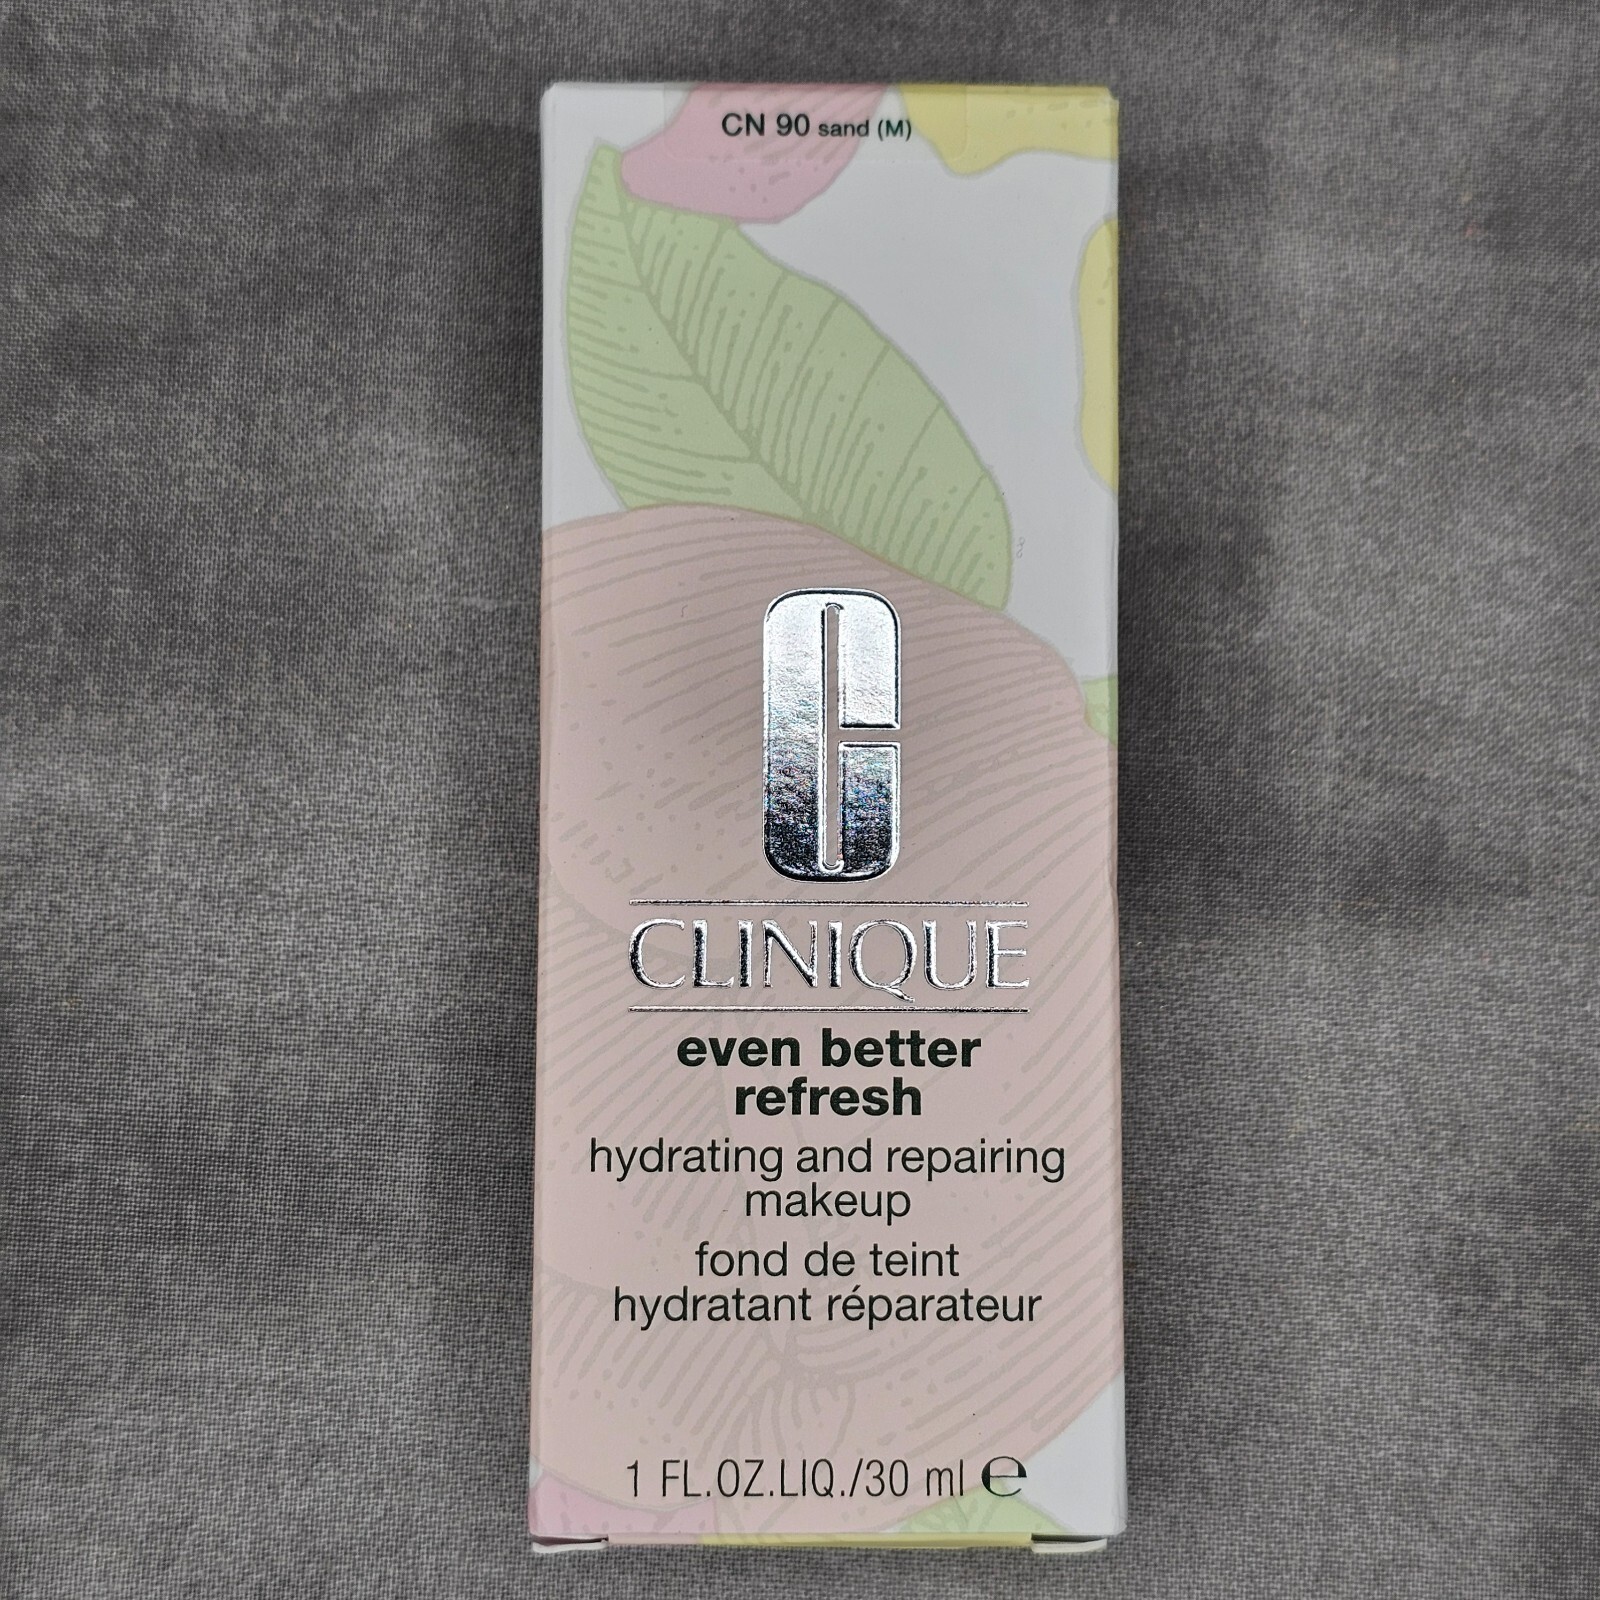 CN 90 sand (M)
C
CLINIQUE
even better
refresh
hydrating and repairing
makeup
fond de teint
hydratant réparateur
1 FL.OZ.LIQ./30 ml ℮